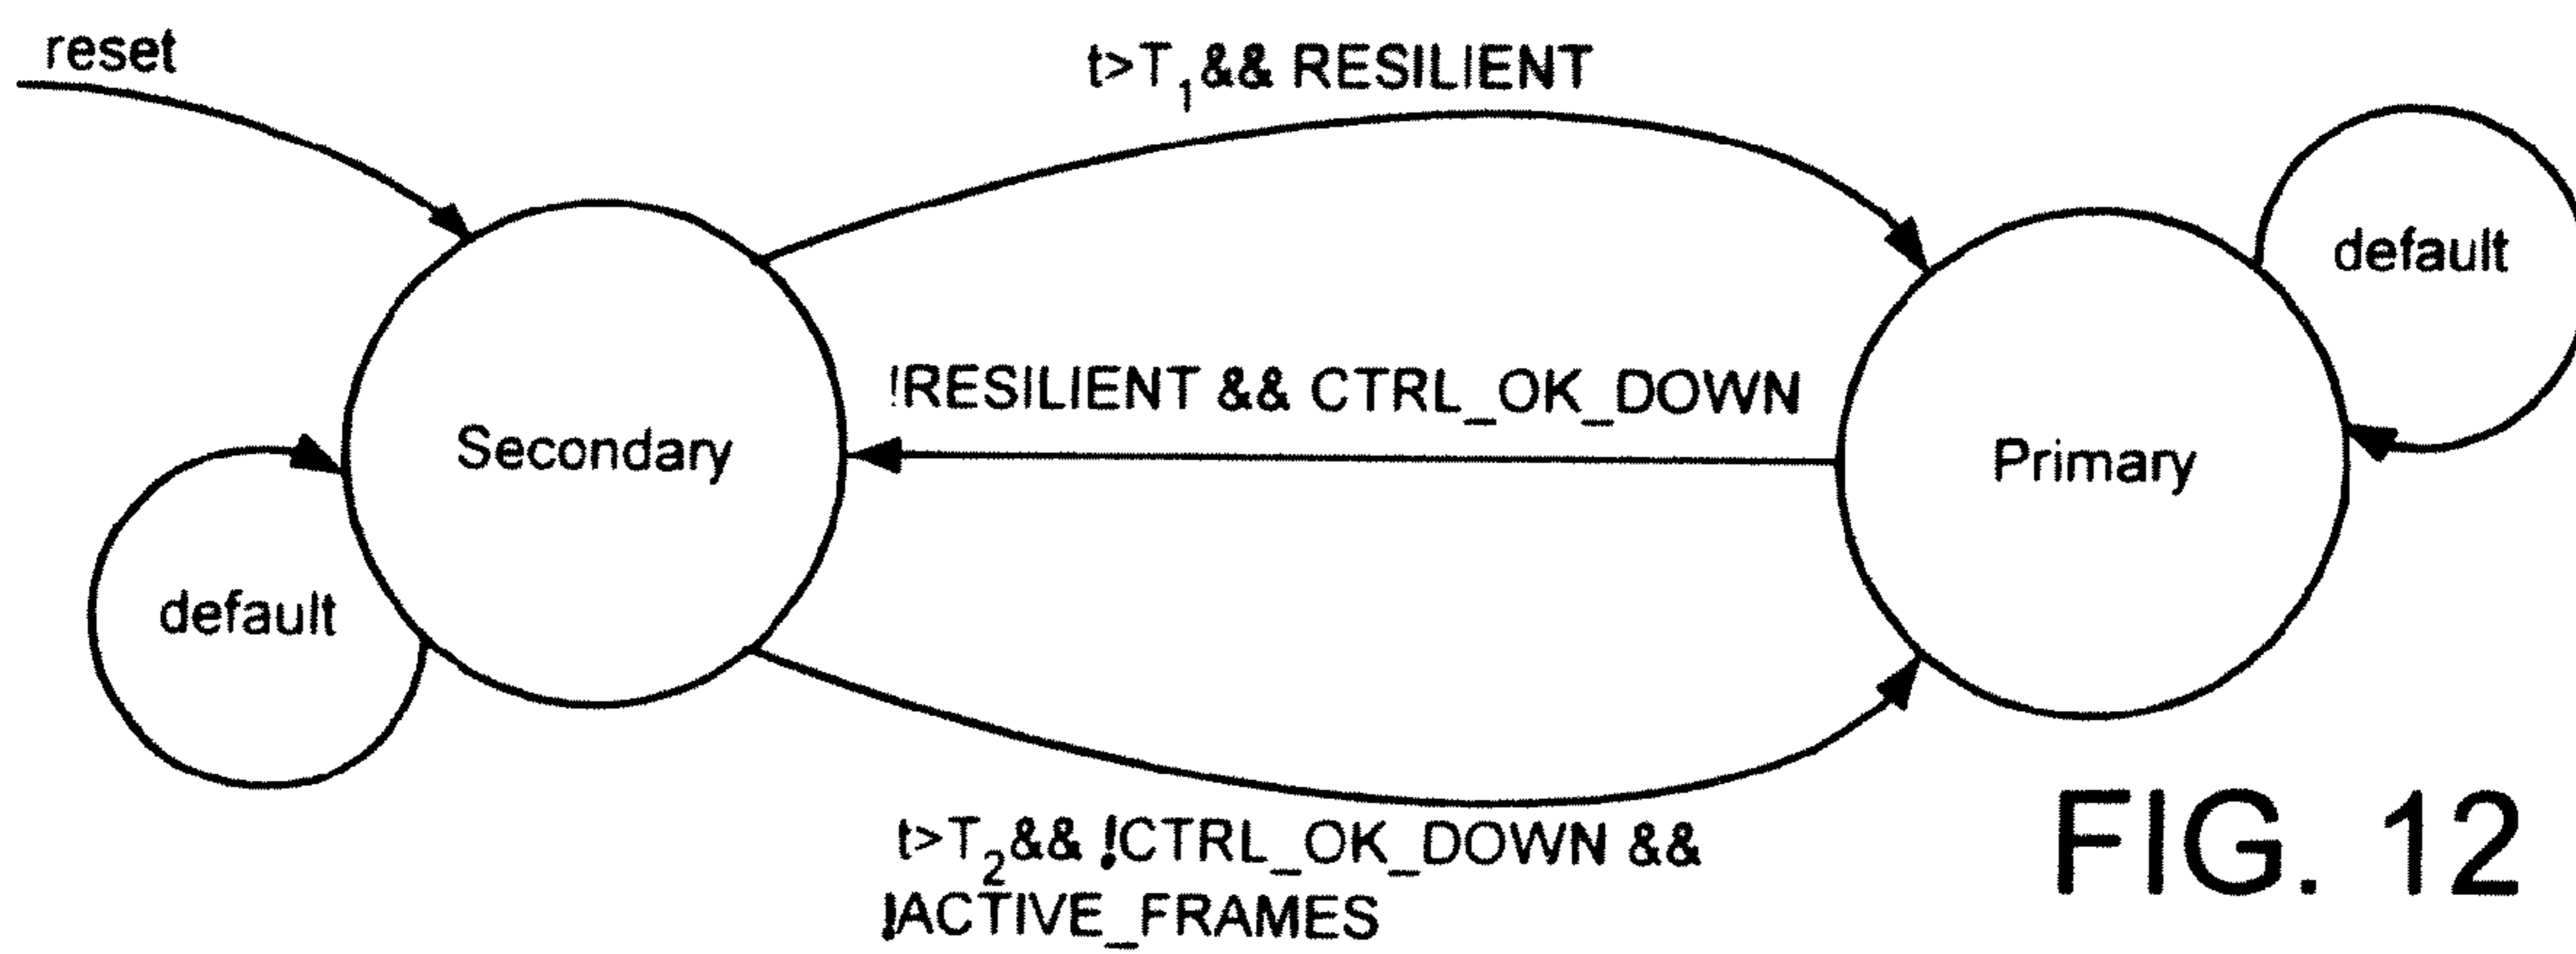 reset
t>T₁&& RESILIENT
default
!RESILIENT && CTRL_OK_DOWN
Secondary
Primary
default
t>T₂&& !CTRL_OK_DOWN &&
!ACTIVE_FRAMES
FIG. 12